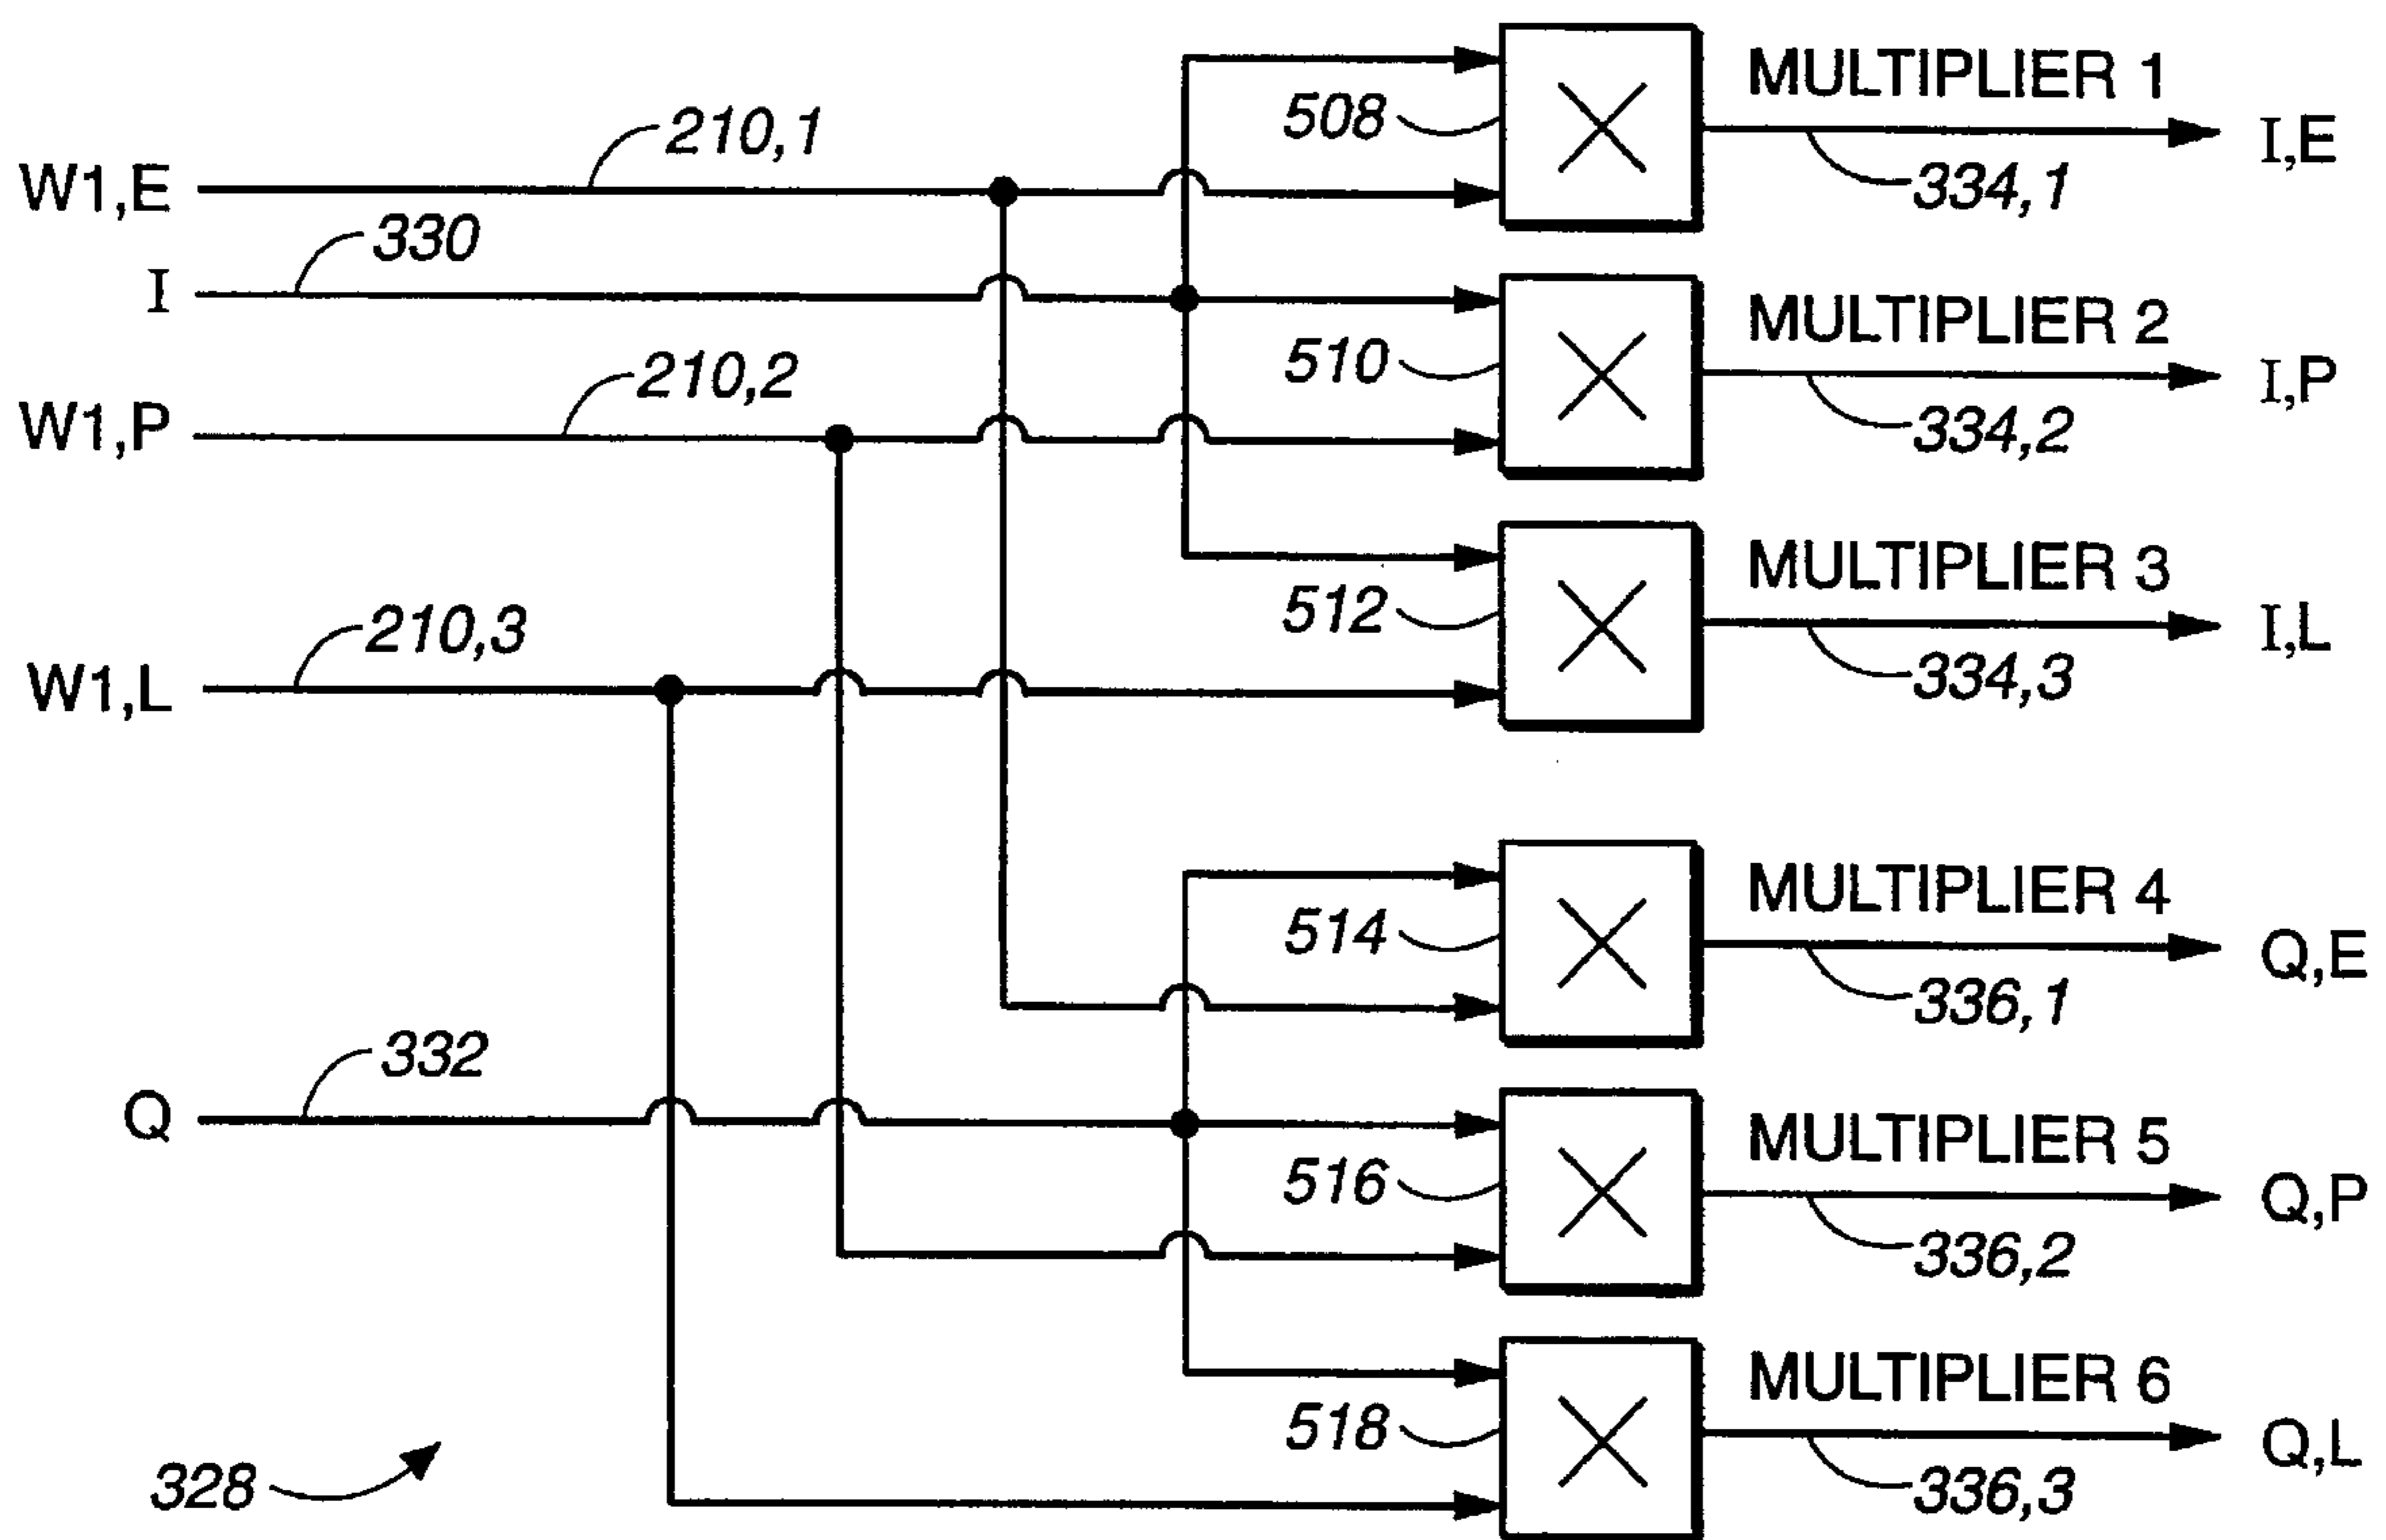 MULTIPLIER 1
508
210,1
I,E
W1,E
334,1
330
I
MULTIPLIER 2
510
210,2
I,P
W1,P
334,2
MULTIPLIER 3
512
210,3
I,L
W1,L
334,3
MULTIPLIER 4
514
Q,E
336,1
332
Q
MULTIPLIER 5
516
Q,P
336,2
MULTIPLIER 6
518
Q,L
328
336,3